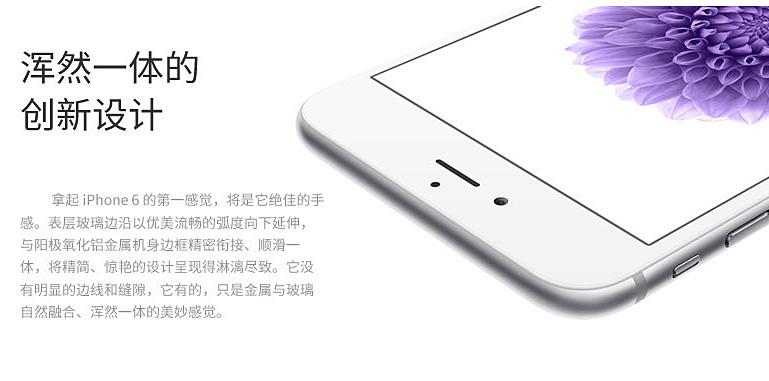 浑然一体的
创新设计
拿起 iPhone 6 的第一感觉，将是它绝佳的手
感。表层玻璃边沿以优美流畅的弧度向下延伸，
与阳极氧化铝金属机身边框精密衔接、顺滑一
体，将精简、惊艳的设计呈现得淋漓尽致。它没
有明显的边线和缝隙，它有的，只是金属与玻璃
自然融合、浑然一体的美妙感觉。